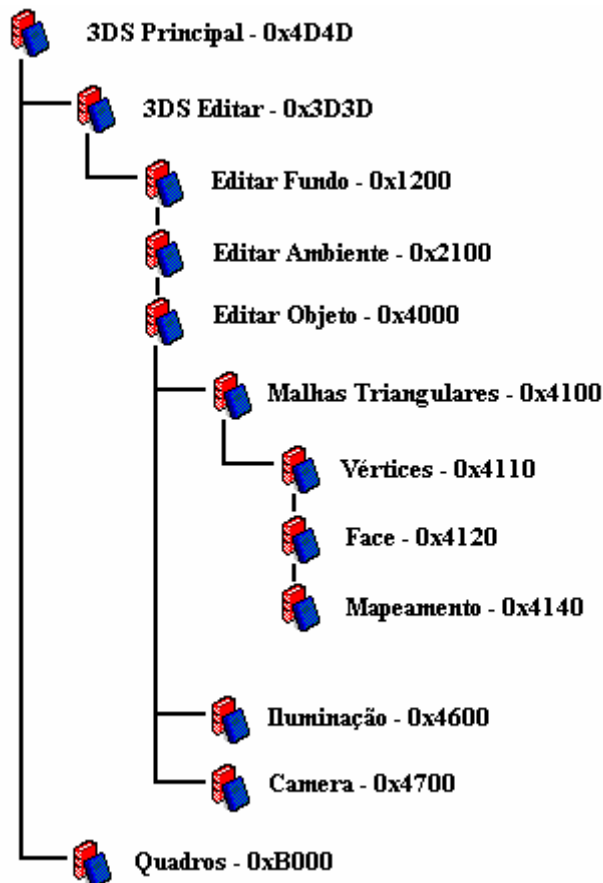 3DS Principal - 0x4D4D
3DS Editar - 0x3D3D
Editar Fundo - 0x1200
Editar Ambiente - 0x2100
Editar Objeto - 0x4000
Malhas Triangulares - 0x4100
Vértices - 0x4110
Face - 0x4120
Mapeamento - 0x4140
Iluminação - 0x4600
Camera - 0x4700
Quadros - 0xB000